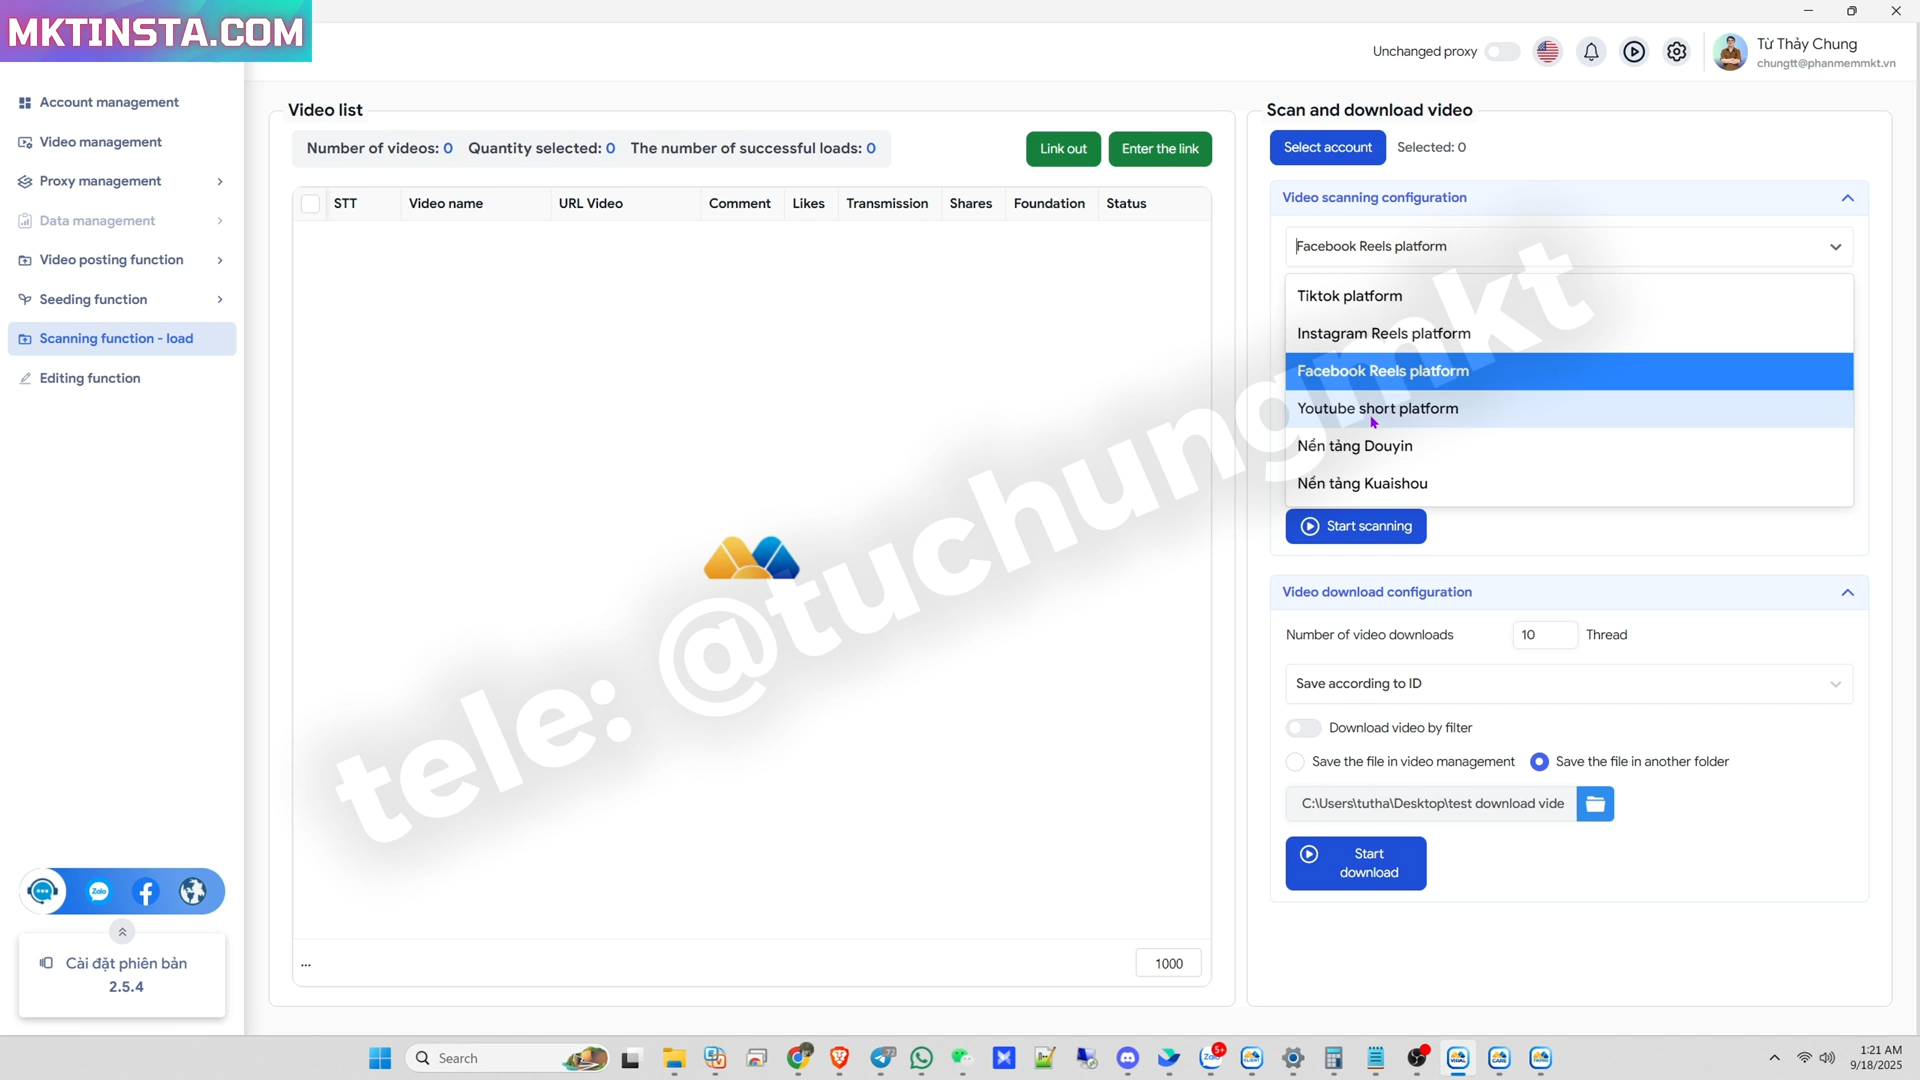 MKTINSTA.COM
Unchanged proxy
Từ Thảy Chung
chungtt@phanmemmkt.vn
Account management
Video management
Proxy management
Data management
Video posting function
Seeding function
Scanning function - load
Editing function
Zalo
Cài đặt phiên bản
2.5.4
Video list
Number of videos: 0 Quantity selected: 0 The number of successful loads: 0
Link out
Enter the link
STT Video name URL Video Comment Likes Transmission Shares Foundation Status
tele: @tuchungmkt
...
1000
Scan and download video
Select account
Selected: 0
Video scanning configuration
Facebook Reels platform
Tiktok platform
Instagram Reels platform
Facebook Reels platform
Youtube short platform
Nền tảng Douyin
Nền tảng Kuaishou
Start scanning
Video download configuration
Number of video downloads 10 Thread
Save according to ID
Download video by filter
Save the file in video management Save the file in another folder
C:\Users\tutha\Desktop\test download vide
Start
download
Search
5+
1:21 AM
9/18/2025